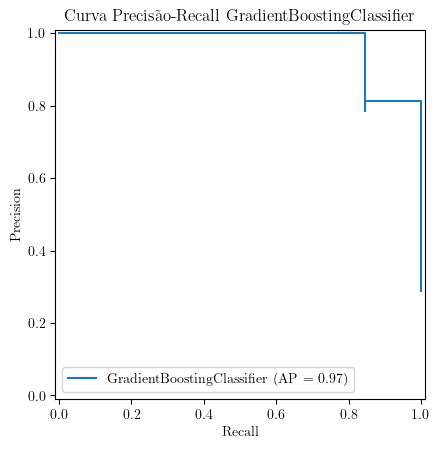 Curva Precisão-Recall GradientBoostingClassifier
1.0
0.8
0.6
0.4
0.2
0.0
Precision
GradientBoostingClassifier (AP = 0.97)
0.0 0.2 0.4 0.6 0.8 1.0
Recall